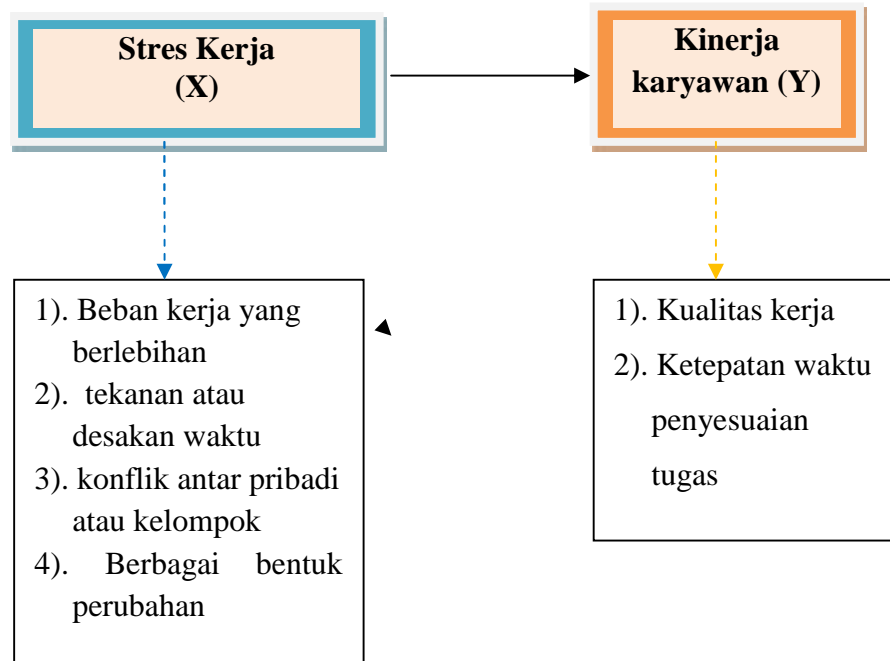 Stres Kerja
(X)
Kinerja
karyawan (Y)
1). Beban kerja yang
berlebihan
2). tekanan atau
desakan waktu
3). konflik antar pribadi
atau kelompok
4). Berbagai bentuk
perubahan
1). Kualitas kerja
2). Ketepatan waktu
penyesuaian
tugas